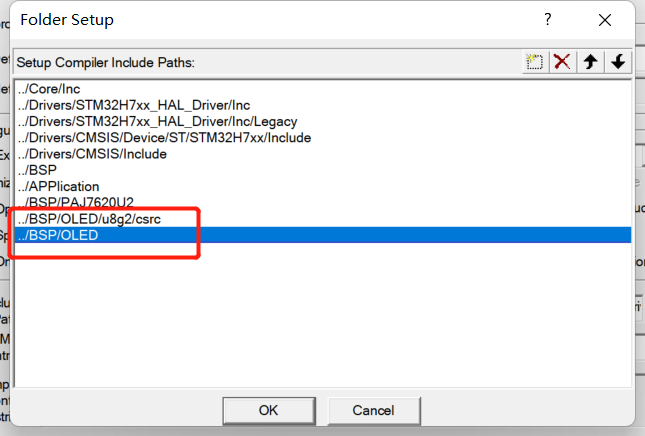 Folder Setup
Setup Compiler Include Paths:
../Core/Inc
../Drivers/STM32H7xx_HAL_Driver/Inc
../Drivers/STM32H7xx_HAL_Driver/Inc/Legacy
../Drivers/CMSIS/Device/ST/STM32H7xx/Include
../Drivers/CMSIS/Include
../BSP
../APPlication
../BSP/PAJ7620U2
../BSP/OLED/u8g2/csrc
../BSP/OLED
OK
Cancel